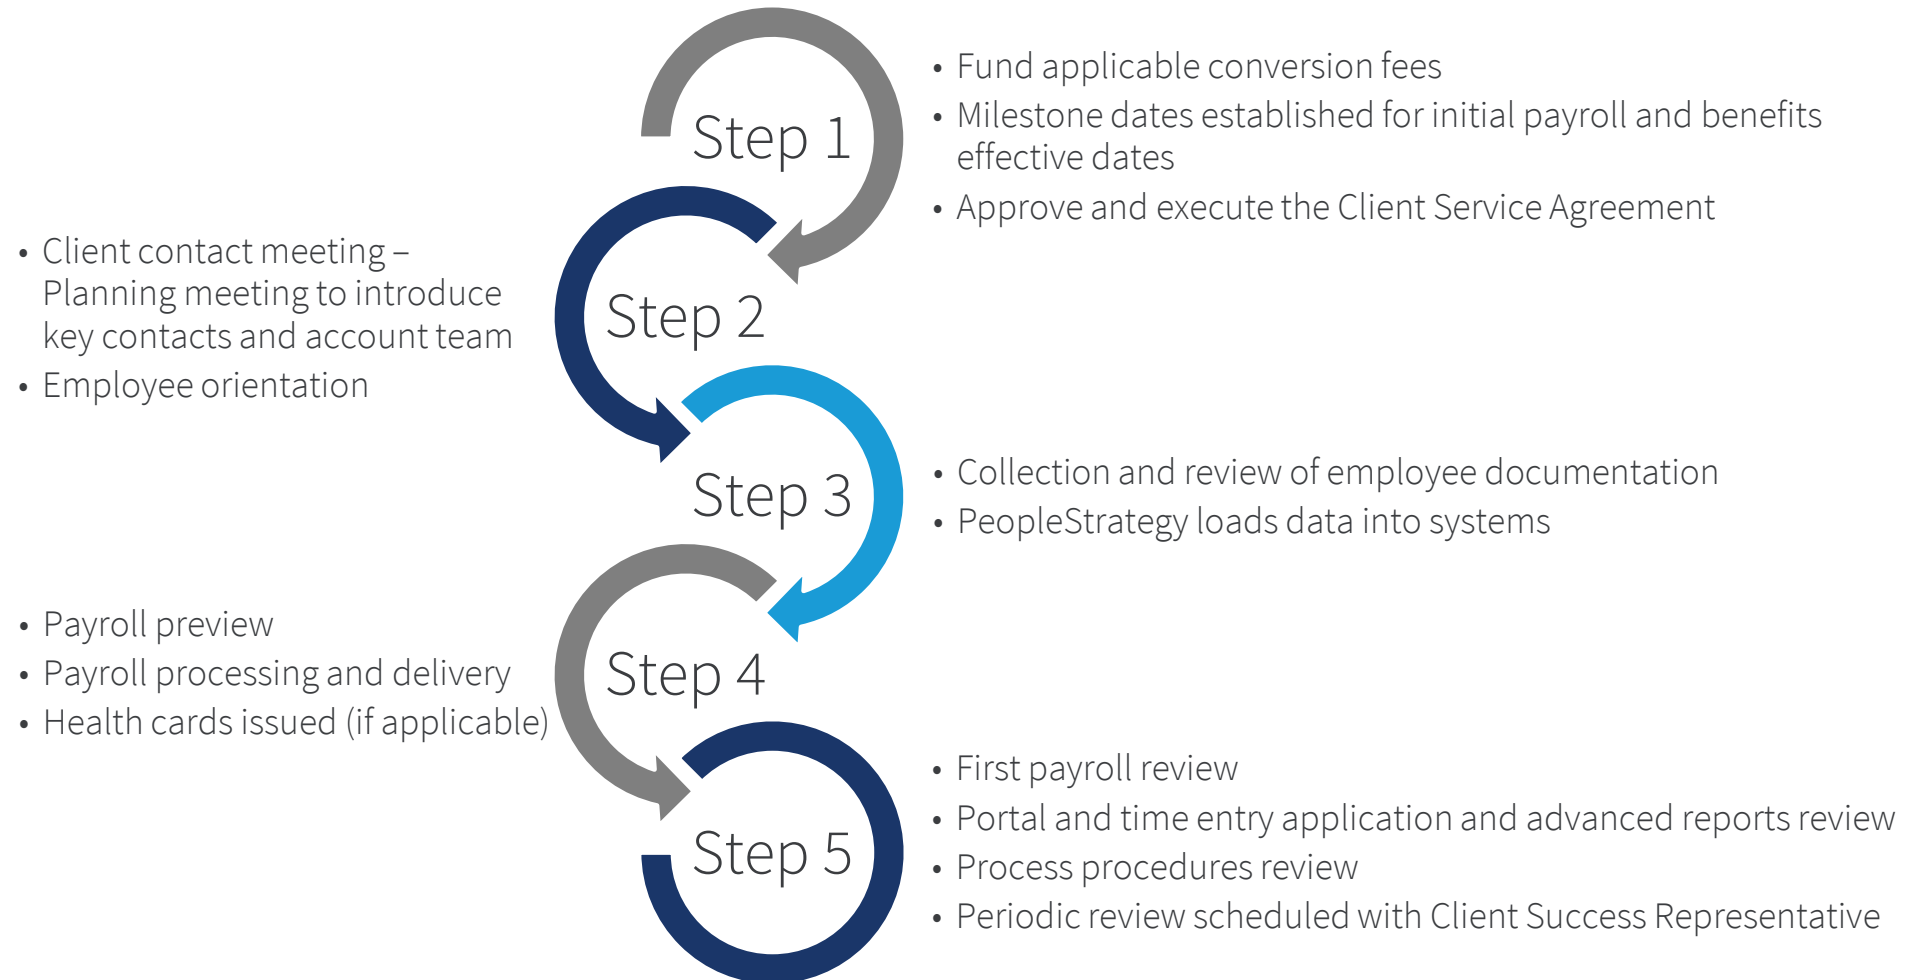 Step 1
• Fund applicable conversion fees
• Milestone dates established for initial payroll and benefits
effective dates
• Approve and execute the Client Service Agreement
Step 2
• Client contact meeting –
Planning meeting to introduce
key contacts and account team
• Employee orientation
Step 3
• Collection and review of employee documentation
• PeopleStrategy loads data into systems
Step 4
• Payroll preview
• Payroll processing and delivery
• Health cards issued (if applicable)
Step 5
• First payroll review
• Portal and time entry application and advanced reports review
• Process procedures review
• Periodic review scheduled with Client Success Representative